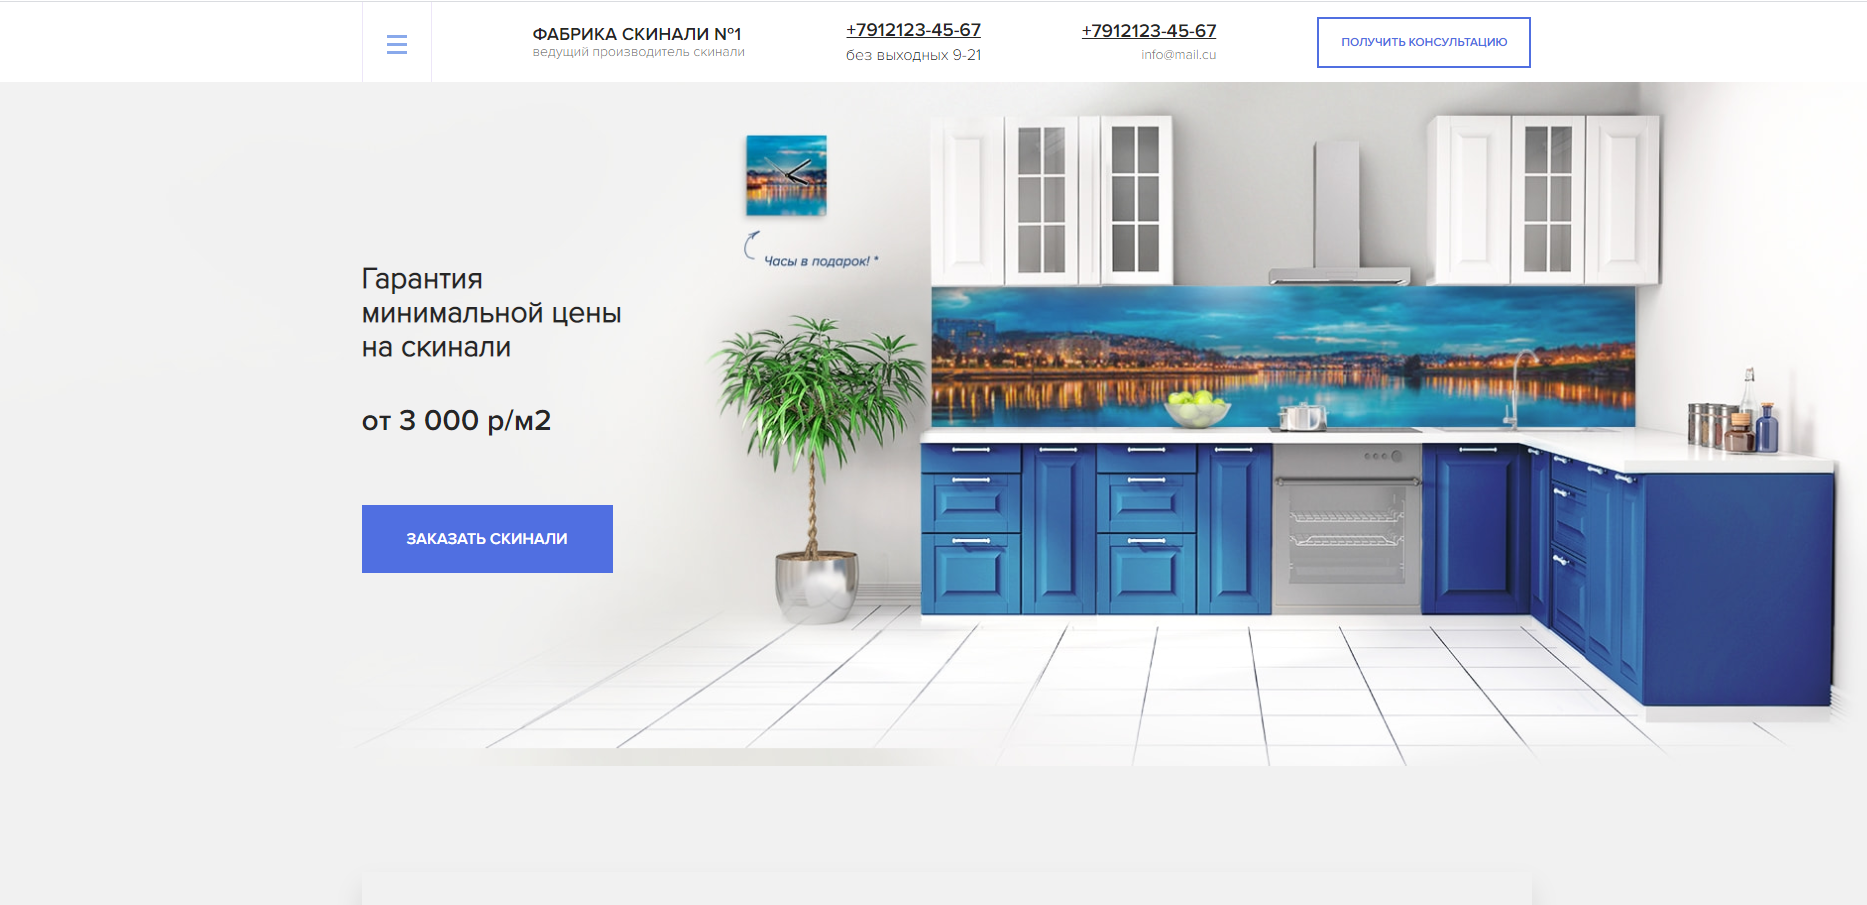 ФАБРИКА СКИНАЛИ №1
ведущий производитель скинали
+7912123-45-67
без выходных 9-21
+7912123-45-67
info@mail.cu
ПОЛУЧИТЬ КОНСУЛЬТАЦИЮ
Часы в подарок! *
Гарантия
минимальной цены
на скинали
от 3 000 р/м2
ЗАКАЗАТЬ СКИНАЛИ